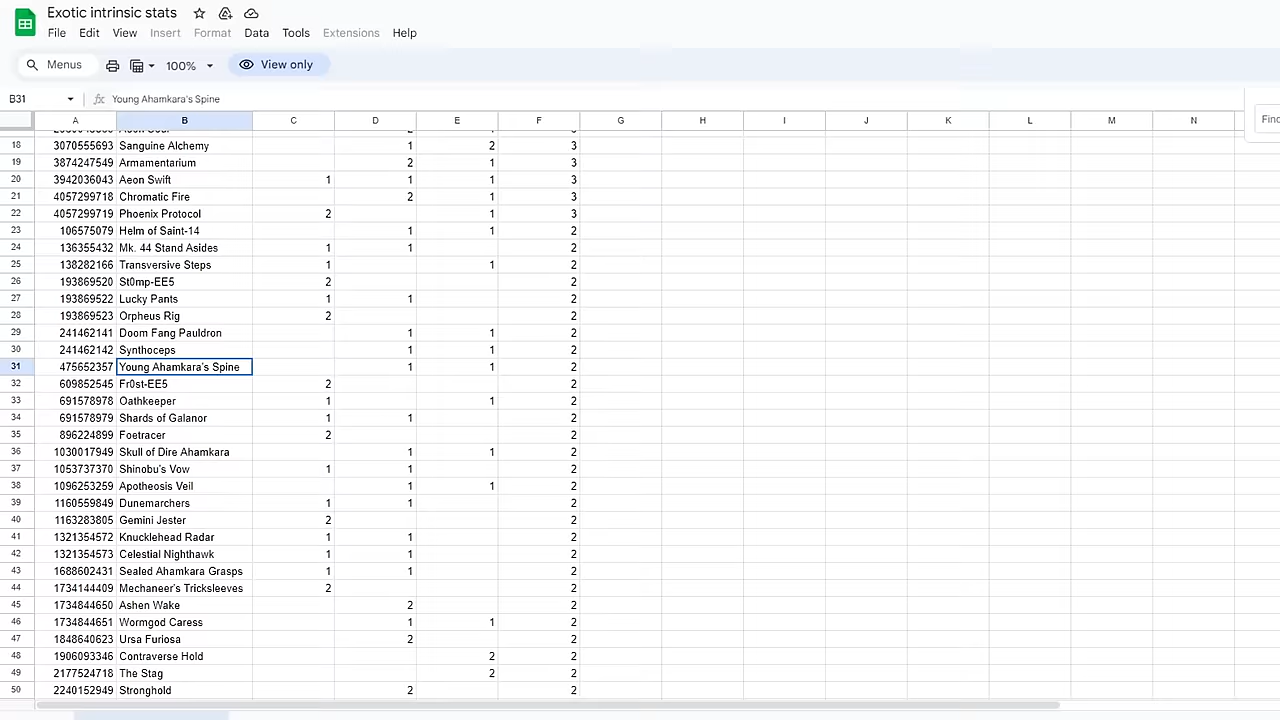 Exotic intrinsic stats
File Edit View Insert Format Data Tools Extensions Help
Menus 100% View only
B31 fx Young Ahamkara's Spine
Find
A B C D E F G H I J K L M N
18 3070555693 Sanguine Alchemy 1 2 3
19 3874247549 Armamentarium 2 1 3
20 3942036043 Aeon Swift 1 1 1 3
21 4057299718 Chromatic Fire 2 1 3
22 4057299719 Phoenix Protocol 2 1 3
23 106575079 Helm of Saint-14 1 1 2
24 136355432 Mk. 44 Stand Asides 1 1 2
25 138282166 Transversive Steps 1 1 2
26 193869520 St0mp-EE5 2 2
27 193869522 Lucky Pants 1 1 2
28 193869523 Orpheus Rig 2 2
29 241462141 Doom Fang Pauldron 1 1 2
30 241462142 Synthoceps 1 1 2
31 475652357 Young Ahamkara's Spine 1 1 2
32 609852545 Fr0st-EE5 2 2
33 691578978 Oathkeeper 1 1 2
34 691578979 Shards of Galanor 1 1 2
35 896224899 Foetracer 2 2
36 1030017949 Skull of Dire Ahamkara 1 1 2
37 1053737370 Shinobu's Vow 1 1 2
38 1096253259 Apotheosis Veil 1 1 2
39 1160559849 Dunemarchers 1 1 2
40 1163283805 Gemini Jester 2 2
41 1321354572 Knucklehead Radar 1 1 2
42 1321354573 Celestial Nighthawk 1 1 2
43 1688602431 Sealed Ahamkara Grasps 1 1 2
44 1734144409 Mechaneer's Tricksleeves 2 2
45 1734844650 Ashen Wake 2 2
46 1734844651 Wormgod Caress 1 1 2
47 1848640623 Ursa Furiosa 2 2
48 1906093346 Contraverse Hold 2 2
49 2177524718 The Stag 2 2
50 2240152949 Stronghold 2 2